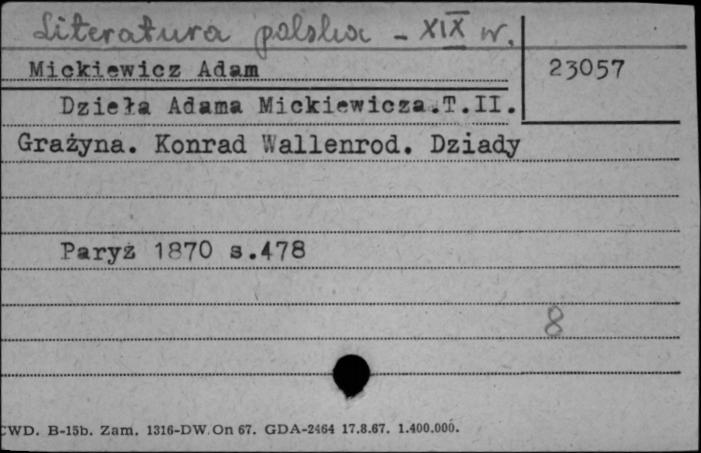 Literatura polska - XIX w.
Mickiewicz Adam
23057
Dzieła Adama Mickiewicza.T.II.
Grażyna. Konrad Wallenrod. Dziady
Paryż 1870 s.478
8
CWD. B-15b. Zam. 1316-DW.On 67. GDA-2464 17.8.67. 1.400.000.